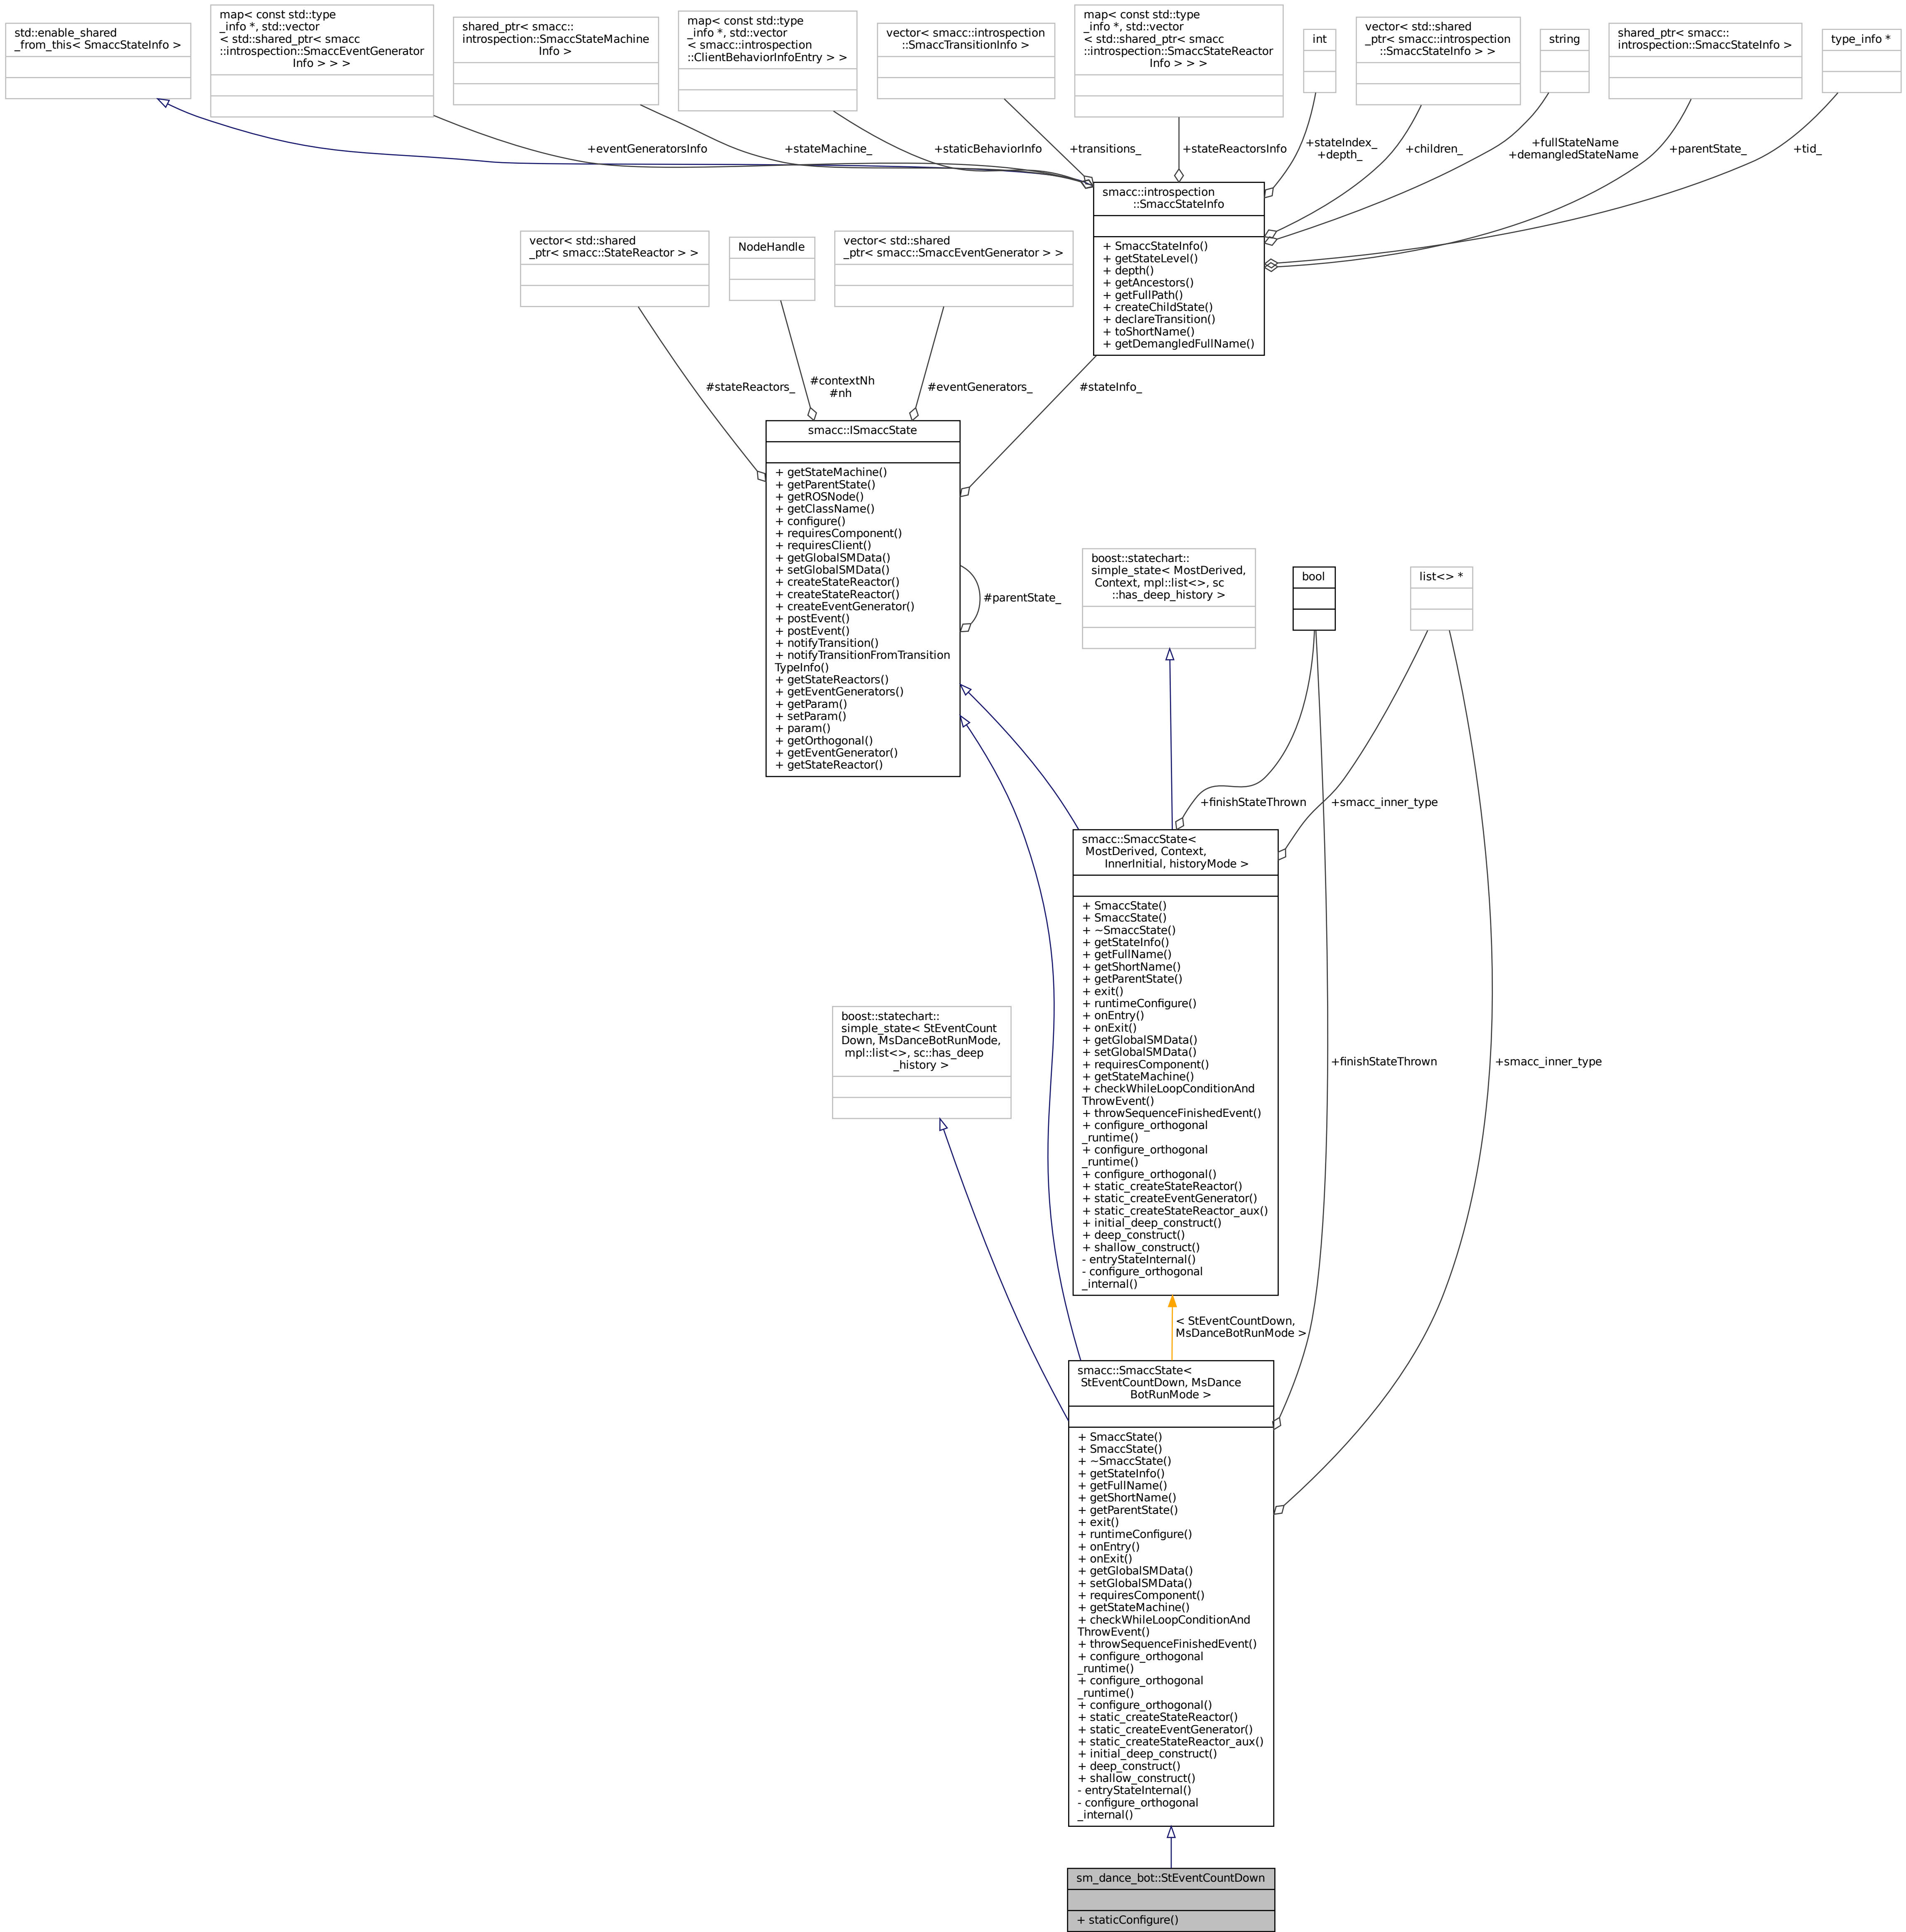 std::enable_shared
_from_this< SmaccStateInfo >
map< const std::type
_info *, std::vector
< std::shared_ptr< smacc
::introspection::SmaccEventGenerator
Info > > >
shared_ptr< smacc::
introspection::SmaccStateMachine
Info >
map< const std::type
_info *, std::vector
< smacc::introspection
::ClientBehaviorInfoEntry > >
vector< smacc::introspection
::SmaccTransitionInfo >
map< const std::type
_info *, std::vector
< std::shared_ptr< smacc
::introspection::SmaccStateReactor
Info > > >
int
vector< std::shared
_ptr< smacc::introspection
::SmaccStateInfo > >
string
shared_ptr< smacc::
introspection::SmaccStateInfo >
type_info *
+eventGeneratorsInfo
+stateMachine_
+staticBehaviorInfo
+transitions_
+stateReactorsInfo
+stateIndex_
+depth_
+children_
+fullStateName
+demangledStateName
+parentState_
+tid_
smacc::introspection
::SmaccStateInfo
+ SmaccStateInfo()
+ getStateLevel()
+ depth()
+ getAncestors()
+ getFullPath()
+ createChildState()
+ declareTransition()
+ toShortName()
+ getDemangledFullName()
vector< std::shared
_ptr< smacc::StateReactor > >
NodeHandle
vector< std::shared
_ptr< smacc::SmaccEventGenerator > >
#stateReactors_
#contextNh
#nh
#eventGenerators_
#stateInfo_
smacc::ISmaccState
+ getStateMachine()
+ getParentState()
+ getROSNode()
+ getClassName()
+ configure()
+ requiresComponent()
+ requiresClient()
+ getGlobalSMData()
+ setGlobalSMData()
+ createStateReactor()
+ createStateReactor()
+ createEventGenerator()
+ postEvent()
+ postEvent()
+ notifyTransition()
+ notifyTransitionFromTransition
TypeInfo()
+ getStateReactors()
+ getEventGenerators()
+ getParam()
+ setParam()
+ param()
+ getOrthogonal()
+ getEventGenerator()
+ getStateReactor()
#parentState_
boost::statechart::
simple_state< MostDerived,
Context, mpl::list<>, sc
::has_deep_history >
bool
list<> *
+finishStateThrown
+smacc_inner_type
smacc::SmaccState<
MostDerived, Context,
InnerInitial, historyMode >
+ SmaccState()
+ SmaccState()
+ ~SmaccState()
+ getStateInfo()
+ getFullName()
+ getShortName()
+ getParentState()
+ exit()
+ runtimeConfigure()
+ onEntry()
+ onExit()
+ getGlobalSMData()
+ setGlobalSMData()
+ requiresComponent()
+ getStateMachine()
+ checkWhileLoopConditionAnd
ThrowEvent()
+ throwSequenceFinishedEvent()
+ configure_orthogonal
_runtime()
+ configure_orthogonal
_runtime()
+ configure_orthogonal()
+ static_createStateReactor()
+ static_createEventGenerator()
+ static_createStateReactor_aux()
+ initial_deep_construct()
+ deep_construct()
+ shallow_construct()
- entryStateInternal()
- configure_orthogonal
_internal()
boost::statechart::
simple_state< StEventCount
Down, MsDanceBotRunMode,
mpl::list<>, sc::has_deep
_history >
+finishStateThrown
+smacc_inner_type
< StEventCountDown,
MsDanceBotRunMode >
smacc::SmaccState<
StEventCountDown, MsDance
BotRunMode >
+ SmaccState()
+ SmaccState()
+ ~SmaccState()
+ getStateInfo()
+ getFullName()
+ getShortName()
+ getParentState()
+ exit()
+ runtimeConfigure()
+ onEntry()
+ onExit()
+ getGlobalSMData()
+ setGlobalSMData()
+ requiresComponent()
+ getStateMachine()
+ checkWhileLoopConditionAnd
ThrowEvent()
+ throwSequenceFinishedEvent()
+ configure_orthogonal
_runtime()
+ configure_orthogonal
_runtime()
+ configure_orthogonal()
+ static_createStateReactor()
+ static_createEventGenerator()
+ static_createStateReactor_aux()
+ initial_deep_construct()
+ deep_construct()
+ shallow_construct()
- entryStateInternal()
- configure_orthogonal
_internal()
sm_dance_bot::StEventCountDown
+ staticConfigure()